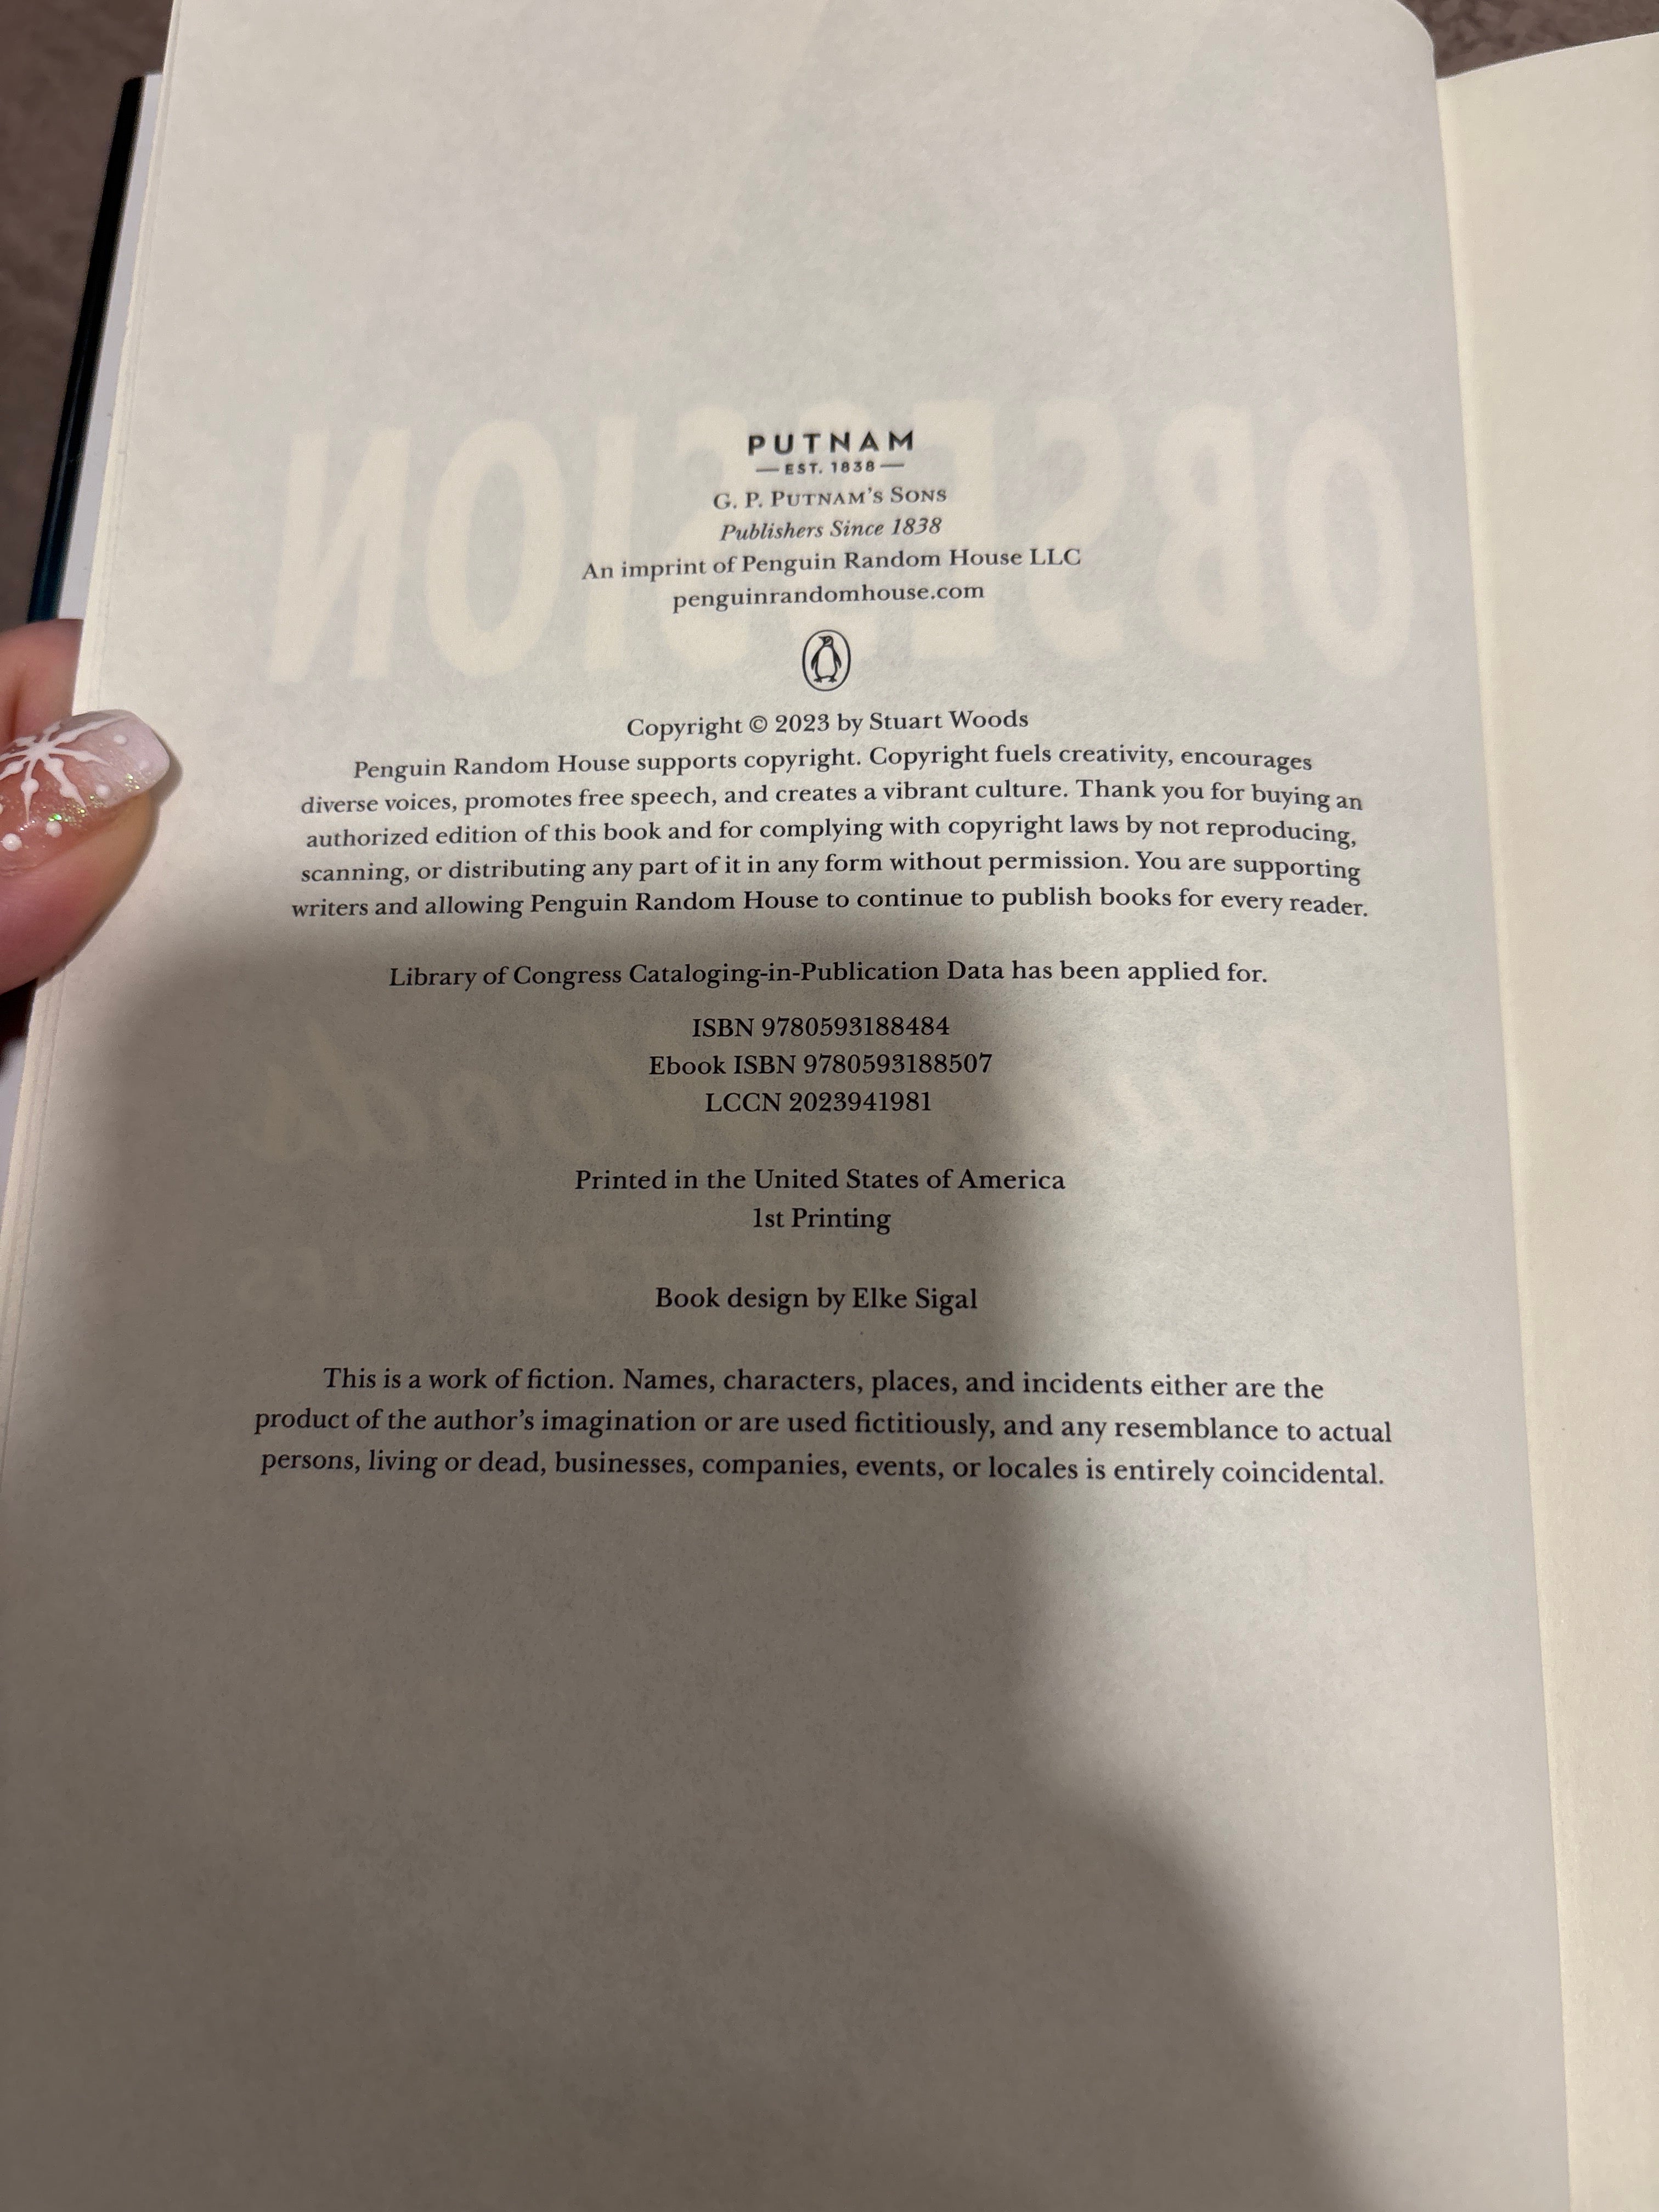 PUTNAM
— EST. 1838 —
G. P. PUTNAM'S SONS
Publishers Since 1838
An imprint of Penguin Random House LLC
penguinrandomhouse.com
Copyright © 2023 by Stuart Woods
Penguin Random House supports copyright. Copyright fuels creativity, encourages
diverse voices, promotes free speech, and creates a vibrant culture. Thank you for buying an
authorized edition of this book and for complying with copyright laws by not reproducing,
scanning, or distributing any part of it in any form without permission. You are supporting
writers and allowing Penguin Random House to continue to publish books for every reader.
Library of Congress Cataloging-in-Publication Data has been applied for.
ISBN 9780593188484
Ebook ISBN 9780593188507
LCCN 2023941981
Printed in the United States of America
1st Printing
Book design by Elke Sigal
This is a work of fiction. Names, characters, places, and incidents either are the
product of the author's imagination or are used fictitiously, and any resemblance to actual
persons, living or dead, businesses, companies, events, or locales is entirely coincidental.